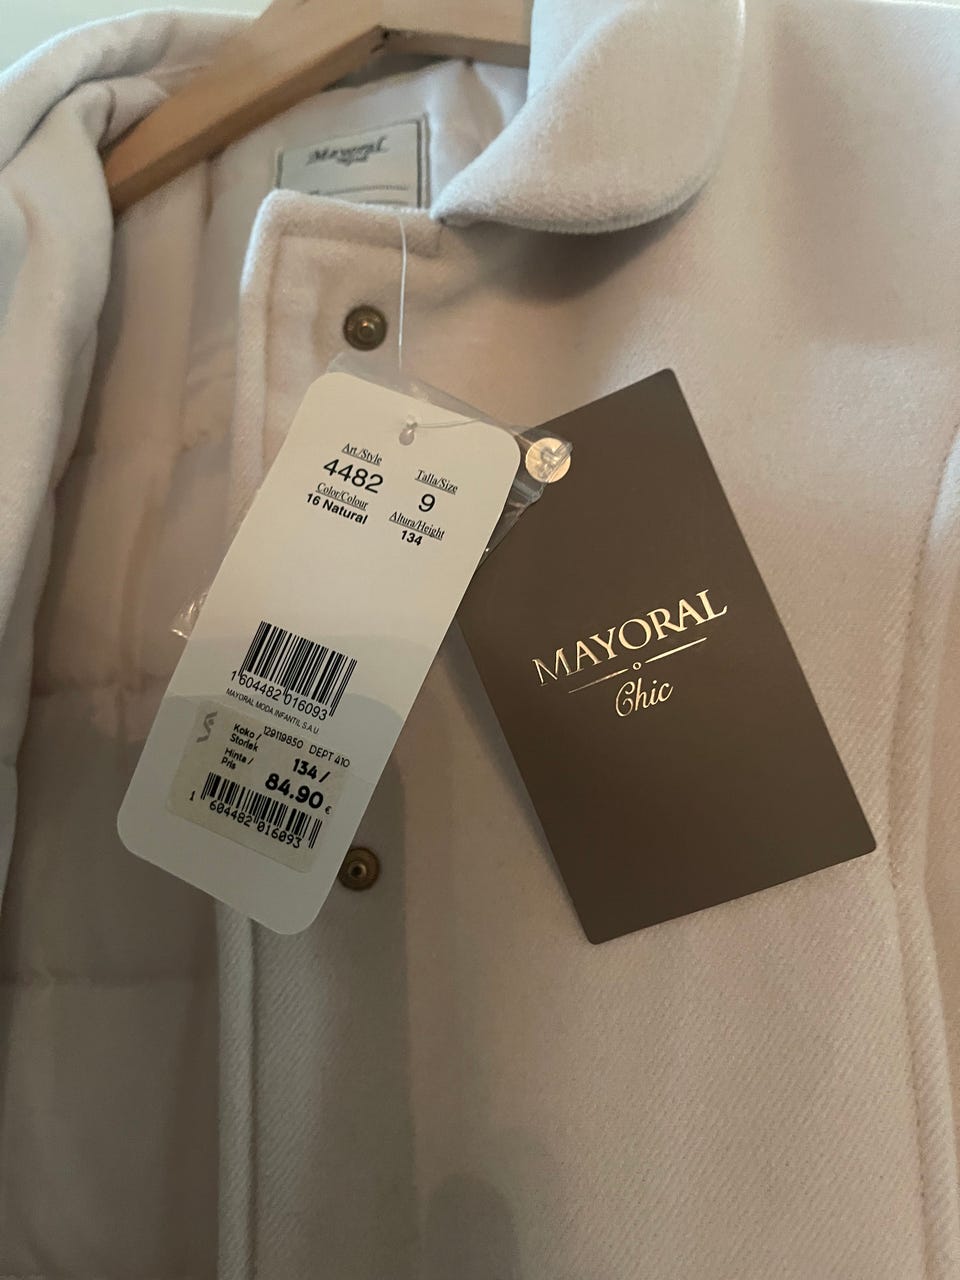 Mayoral
Art./Style
4482
Color/Colour
16 Natural
Talla/Size
9
Altura/Height
134
1 604482 016093
MAYORAL MODA INFANTIL S.A.U.
129119850 DEPT 410
Koko /
Storlek
134 /
Hinta /
Pris
84.90 €
1 604482 016093
MAYORAL
Chic